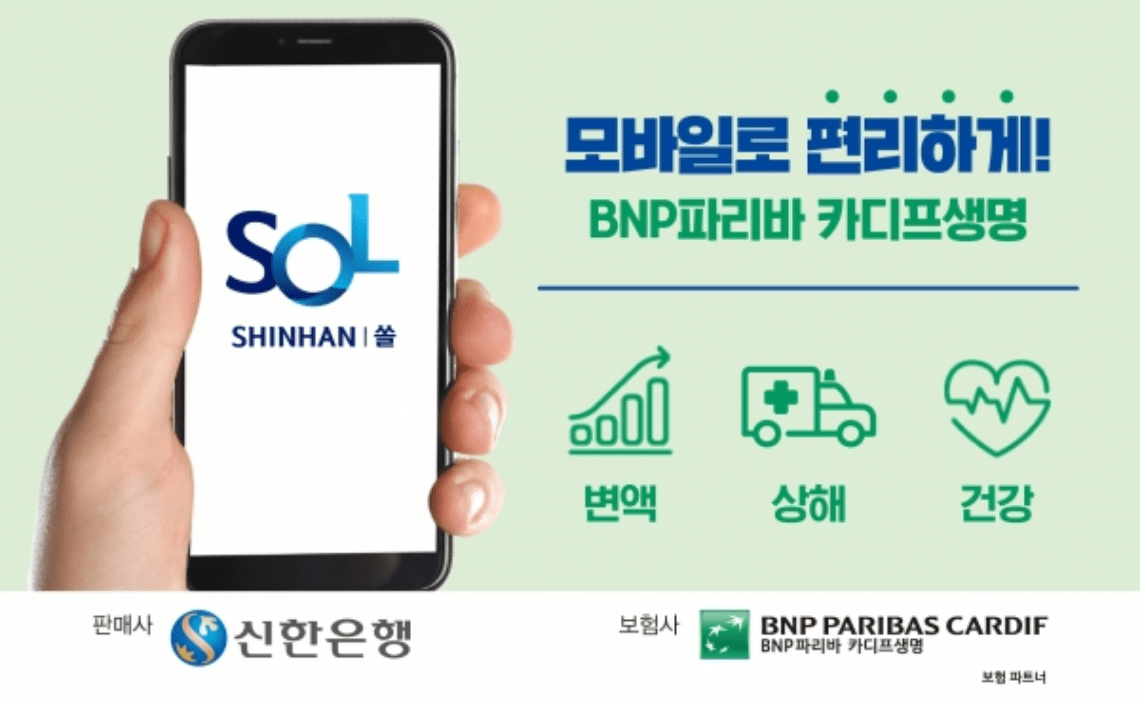 SOL
SHINHAN | 쏠
모바일로 편리하게!
BNP파리바 카디프생명
변액 상해 건강
판매사 신한은행
보험사 BNP PARIBAS CARDIF
BNP파리바 카디프생명
보험 파트너